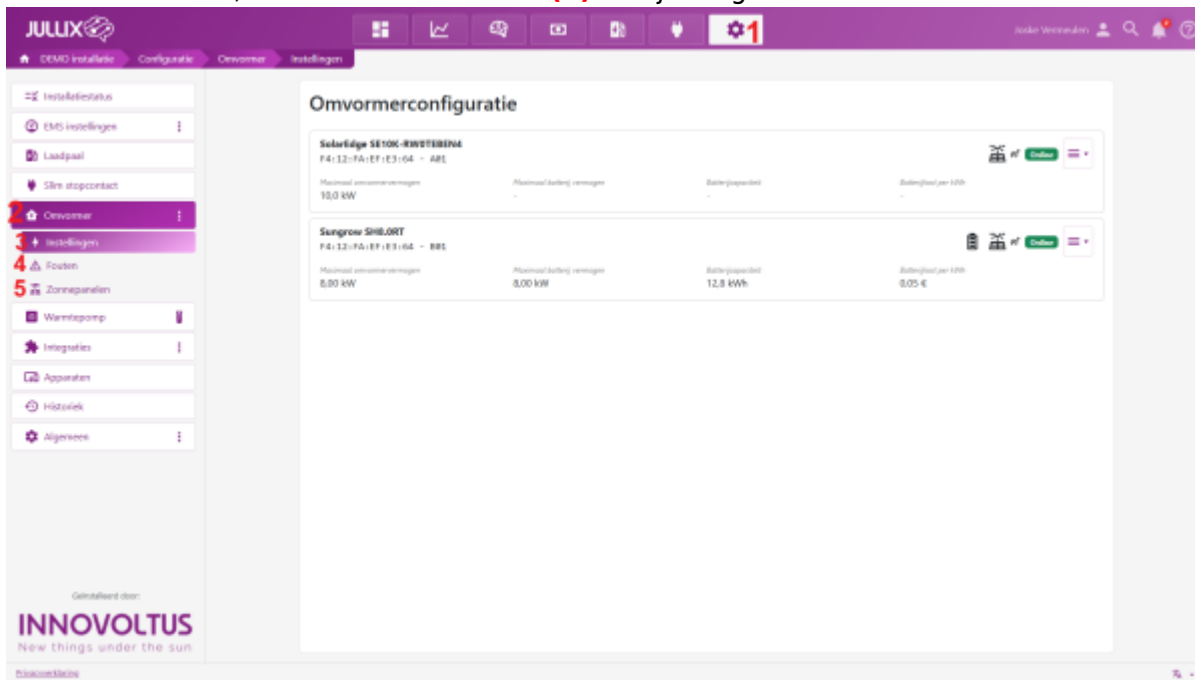 JULLIX
1
Joske Vermeulen
DEMO installatie
Configuratie
Omvormer
Instellingen
Installatiestatus
EMS instellingen
Laadpaal
Slim stopcontact
2 Omvormer
3 Instellingen
4 Fouten
5 Zonnepanelen
Warmtepomp
Integraties
Apparaten
Historiek
Algemeen
Omvormerconfiguratie
SolarEdge SE10K-RW0TEBEN4
F4:12:FA:EF:E3:64 - A01
Online
Maximaal omvormervermogen
Maximaal batterij vermogen
Batterijcapaciteit
Batterijkost per kWh
10,0 kW
-
-
-
Sungrow SH8.0RT
F4:12:FA:EF:E3:64 - B01
Online
Maximaal omvormervermogen
Maximaal batterij vermogen
Batterijcapaciteit
Batterijkost per kWh
8,00 kW
8,00 kW
12,8 kWh
0,05 €
Geïnstalleerd door:
INNOVOLTUS
New things under the sun
Privacyverklaring